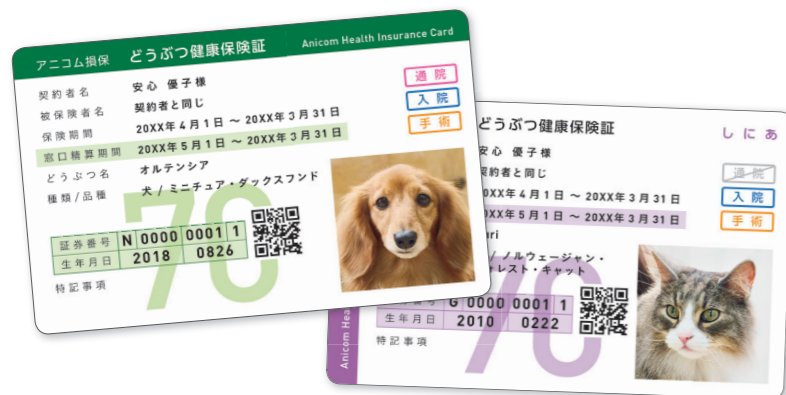 アニコム損保 どうぶつ健康保険証 Anicom Health Insurance Card
契約者名 安心 優子様
被保険者名 契約者と同じ
保険期間 20XX年4月1日 ～ 20XX年3月31日
窓口精算期間 20XX年5月1日 ～ 20XX年3月31日
どうぶつ名 オルテンシア
種類/品種 犬 / ミニチュア・ダックスフンド
通院
入院
手術
70
証券番号 N 0000 0001 1
生年月日 2018 0826
特記事項
どうぶつ健康保険証 しにあ
安心 優子様
契約者と同じ
20XX年4月1日 ～ 20XX年3月31日
20XX年5月1日 ～ 20XX年3月31日
ノルウェージャン・
レスト・キャット
通院
入院
手術
70
G 0000 0001 1
生年月日 2010 0222
特記事項
Anicom